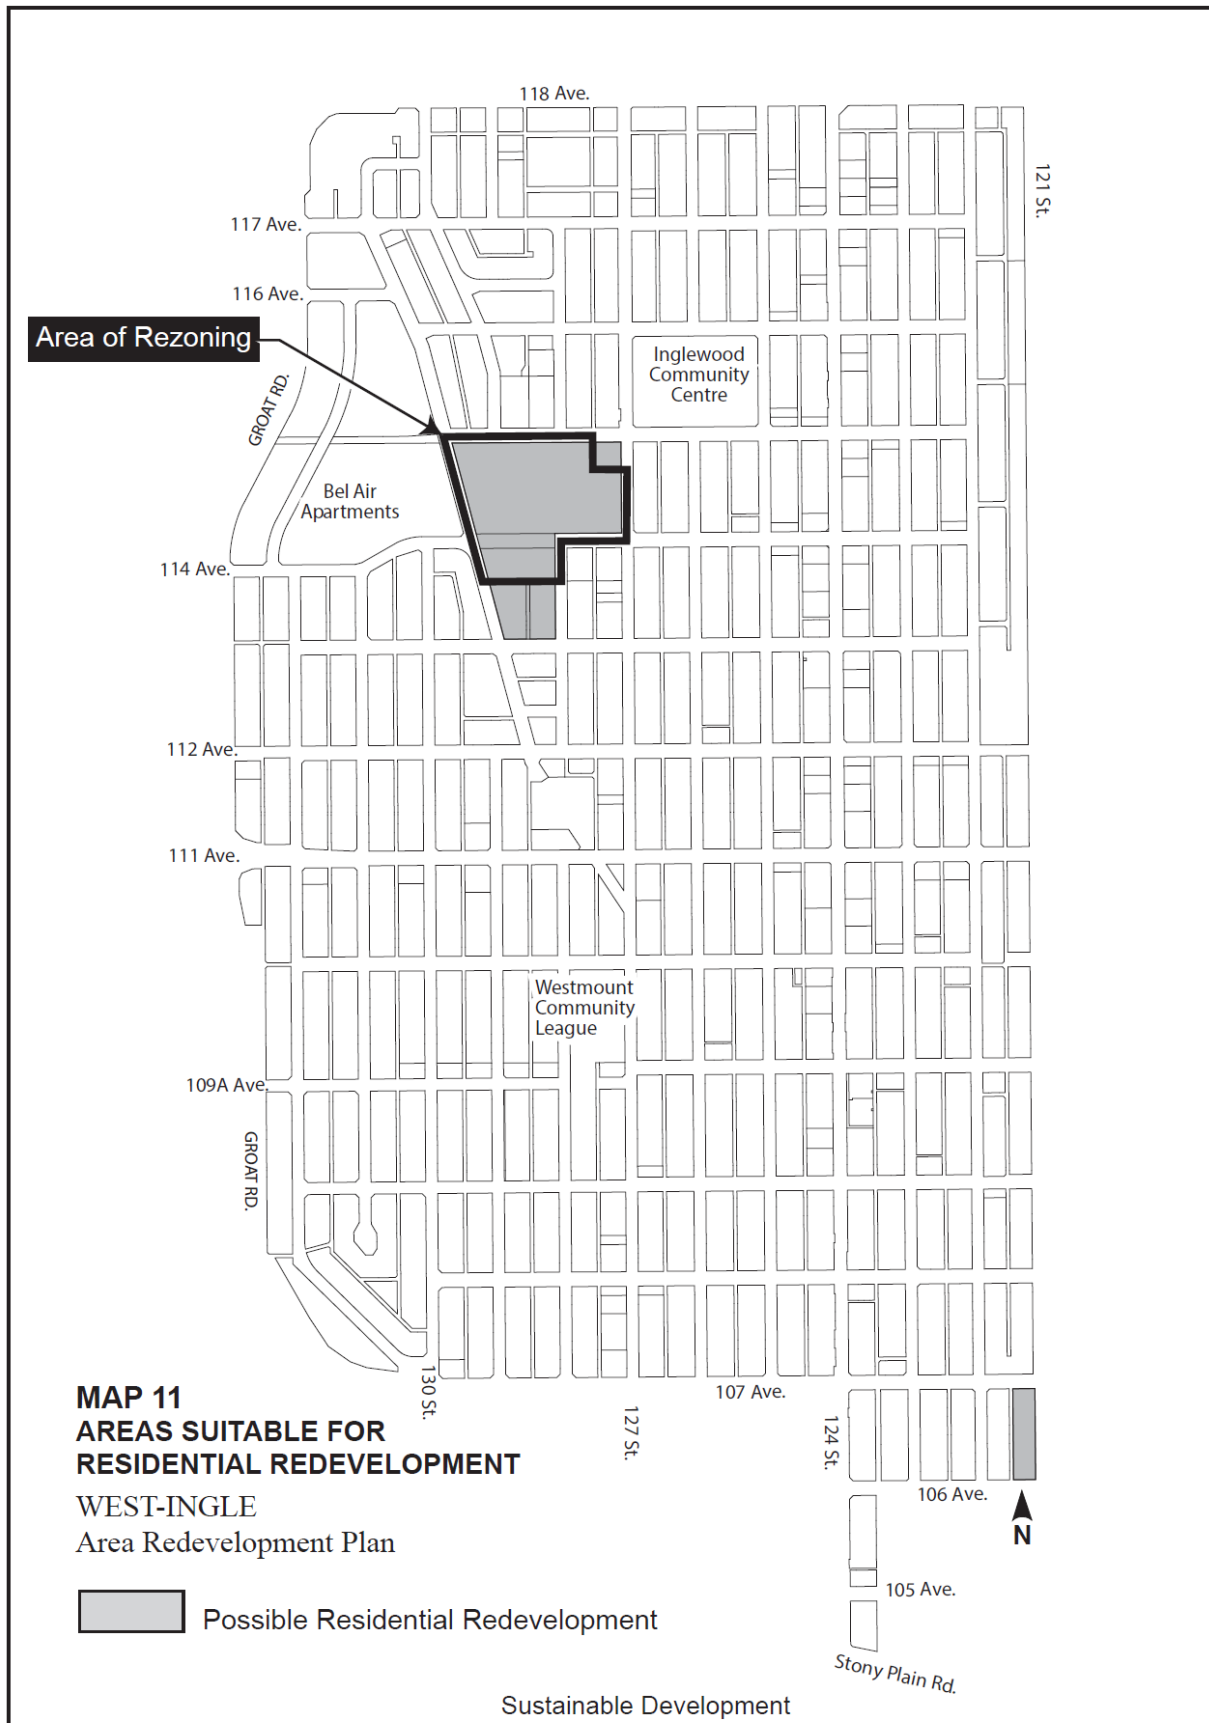 118 Ave.
121 St.
117 Ave.
116 Ave.
Area of Rezoning
Inglewood
Community
Centre
GROAT RD.
Bel Air
Apartments
114 Ave.
112 Ave.
111 Ave.
Westmount
Community
League
109A Ave.
GROAT RD.
130 St.
107 Ave.
127 St.
124 St.
MAP 11
AREAS SUITABLE FOR
RESIDENTIAL REDEVELOPMENT
WEST-INGLE
Area Redevelopment Plan
106 Ave.
N
105 Ave.
Possible Residential Redevelopment
Stony Plain Rd.
Sustainable Development